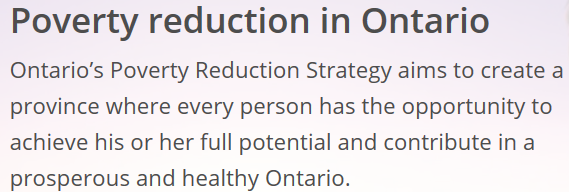 Poverty reduction in Ontario
Ontario’s Poverty Reduction Strategy aims to create a
province where every person has the opportunity to
achieve his or her full potential and contribute in a
prosperous and healthy Ontario.